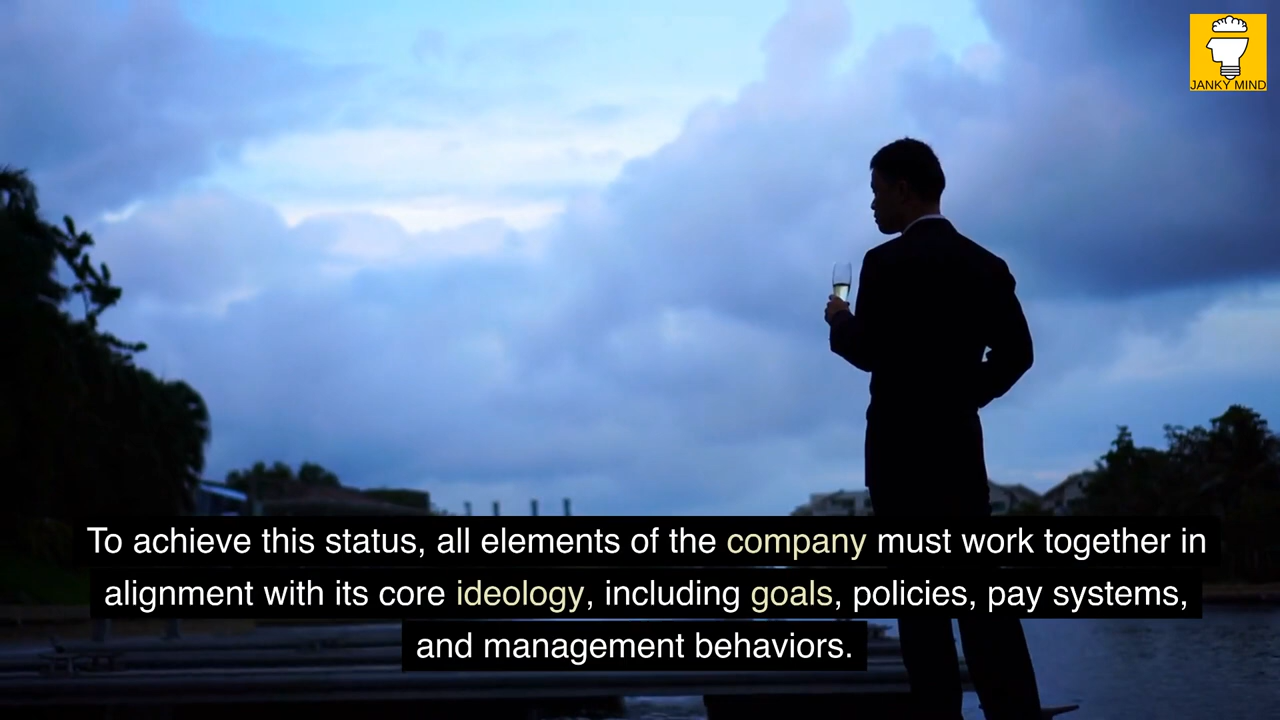 JANKY MIND
To achieve this status, all elements of the company must work together in
alignment with its core ideology, including goals, policies, pay systems,
and management behaviors.